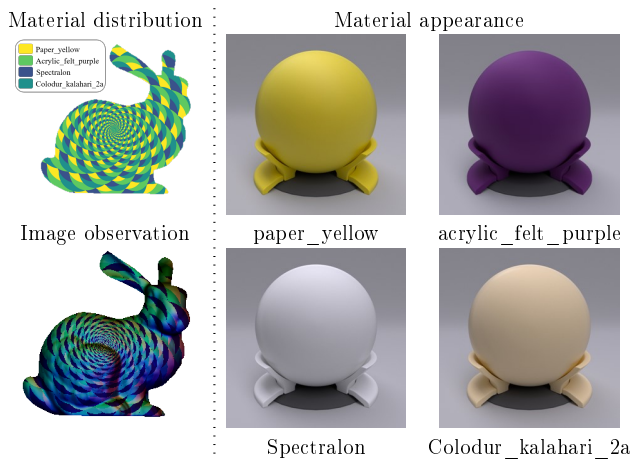 Material distribution
Material appearance
Paper_yellow
Acrylic_felt_purple
Spectralon
Colodur_kalahari_2a
Image observation
paper_yellow
acrylic_felt_purple
Spectralon
Colodur_kalahari_2a